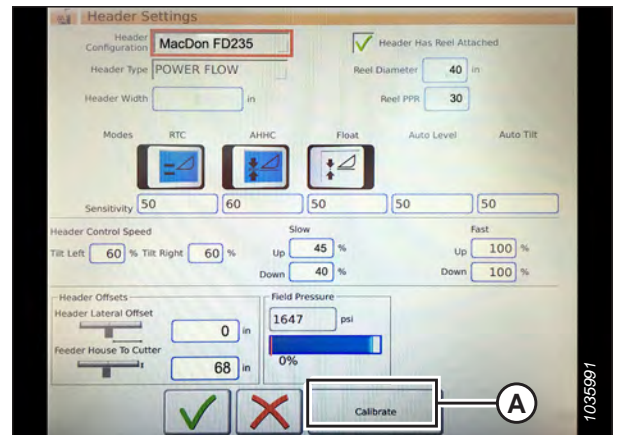 Header Settings
Header Configuration MacDon FD235 Header Has Reel Attached
Header Type POWER FLOW Reel Diameter 40 in
Header Width in Reel PPR 30
Modes RTC AHHC Float Auto Level Auto Tilt
Sensitivity 50 60 50 50 50
Header Control Speed Slow Fast
Tilt Left 60 % Tilt Right 60 % Up 45 % Up 100 %
Down 40 % Down 100 %
Header Offsets Field Pressure
Header Lateral Offset 1647 psi
0 in
Feeder House To Cutter 0%
68 in
Calibrate
A
1035991